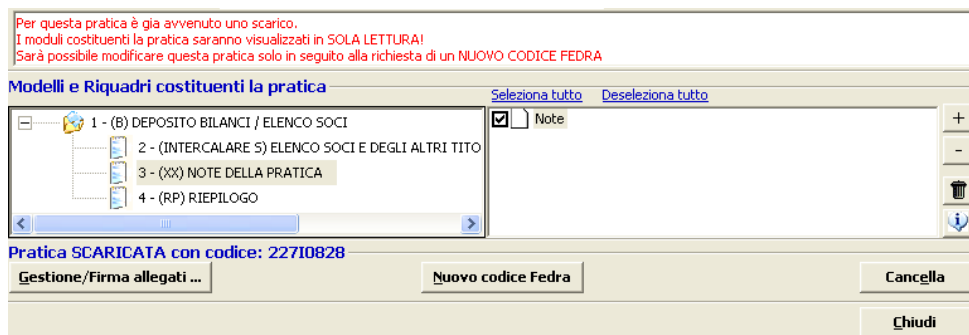 Per questa pratica è gia avvenuto uno scarico.
I moduli costituenti la pratica saranno visualizzati in SOLA LETTURA!
Sarà possibile modificare questa pratica solo in seguito alla richiesta di un NUOVO CODICE FEDRA
Modelli e Riquadri costituenti la pratica
Seleziona tutto Deseleziona tutto
1 - (B) DEPOSITO BILANCI / ELENCO SOCI
2 - (INTERCALARE S) ELENCO SOCI E DEGLI ALTRI TITO
3 - (XX) NOTE DELLA PRATICA
4 - (RP) RIEPILOGO
Note
+
-
Pratica SCARICATA con codice: 227I0828
Gestione/Firma allegati ... Nuovo codice Fedra Cancella
Chiudi